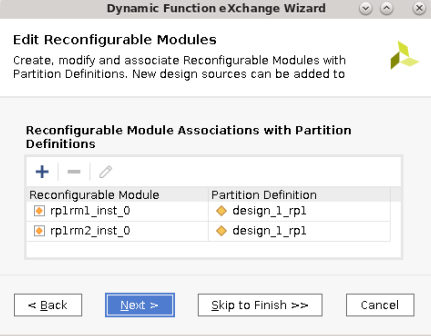 Dynamic Function eXchange Wizard
Edit Reconfigurable Modules
Create, modify and associate Reconfigurable Modules with
Partition Definitions. New design sources can be added to
Reconfigurable Module Associations with Partition
Definitions
Reconfigurable Module Partition Definition
rp1rm1_inst_0 design_1_rp1
rp1rm2_inst_0 design_1_rp1
< Back Next > Skip to Finish >> Cancel